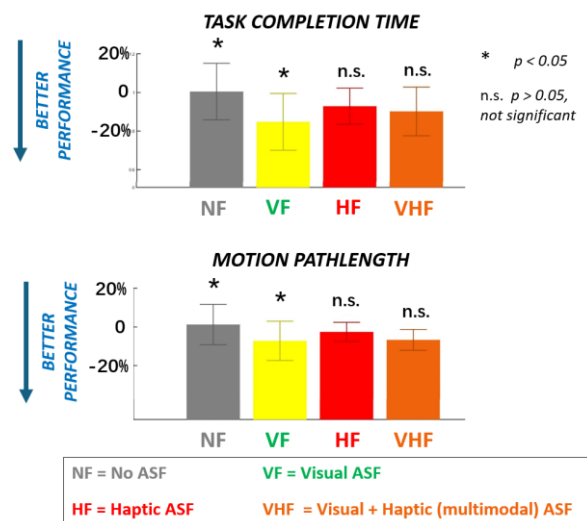 TASK COMPLETION TIME
BETTER
PERFORMANCE
20%
0
-20%
*
*
n.s.
n.s.
NF
VF
HF
VHF
* p < 0.05
n.s. p > 0.05,
not significant
MOTION PATHLENGTH
BETTER
PERFORMANCE
20%
0
-20%
*
*
n.s.
n.s.
NF
VF
HF
VHF
NF = No ASF
VF = Visual ASF
HF = Haptic ASF
VHF = Visual + Haptic (multimodal) ASF